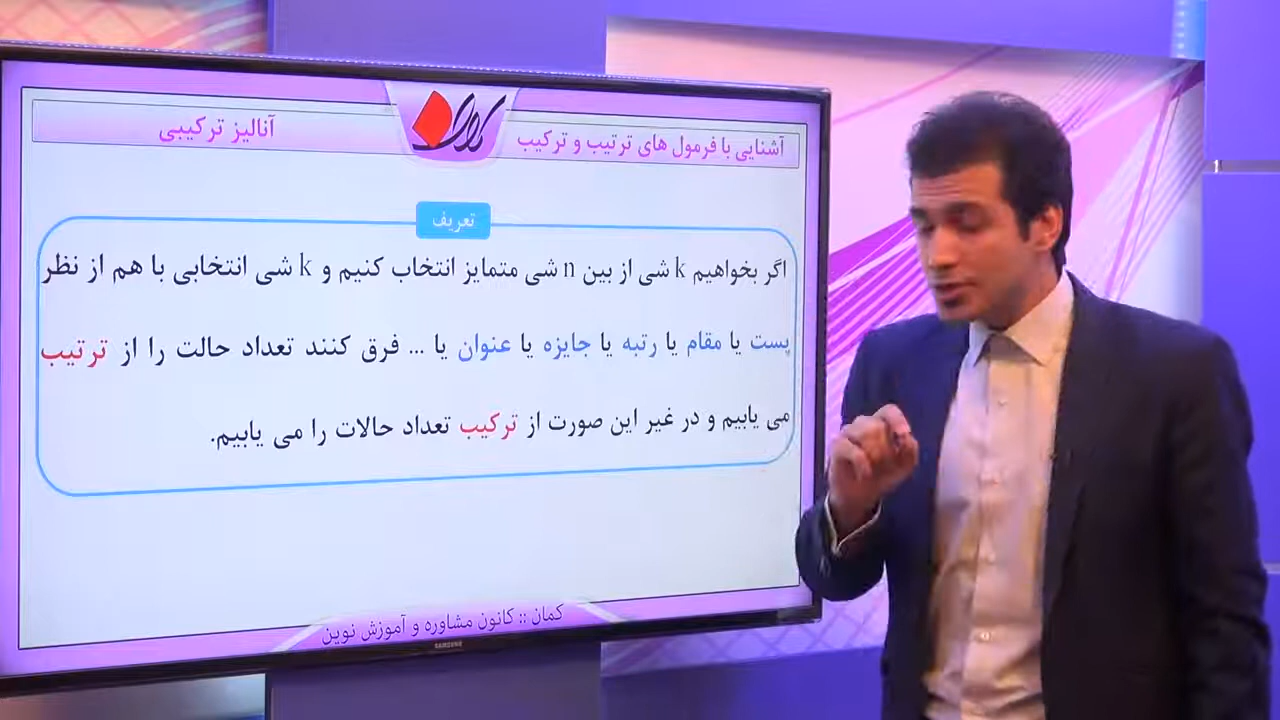 آشنایی با فرمول های ترتیب و ترکیب
آنالیز ترکیبی
تعریف
اگر بخواهیم k شی از بین n شی متمایز انتخاب کنیم و k شی انتخابی با هم از نظر
پست یا مقام یا رتبه یا جایزه یا عنوان یا ... فرق کنند تعداد حالت را از ترتیب
می یابیم و در غیر این صورت از ترکیب تعداد حالات را می یابیم.
کمان :: کانون مشاوره و آموزش نوین
SAMSUNG